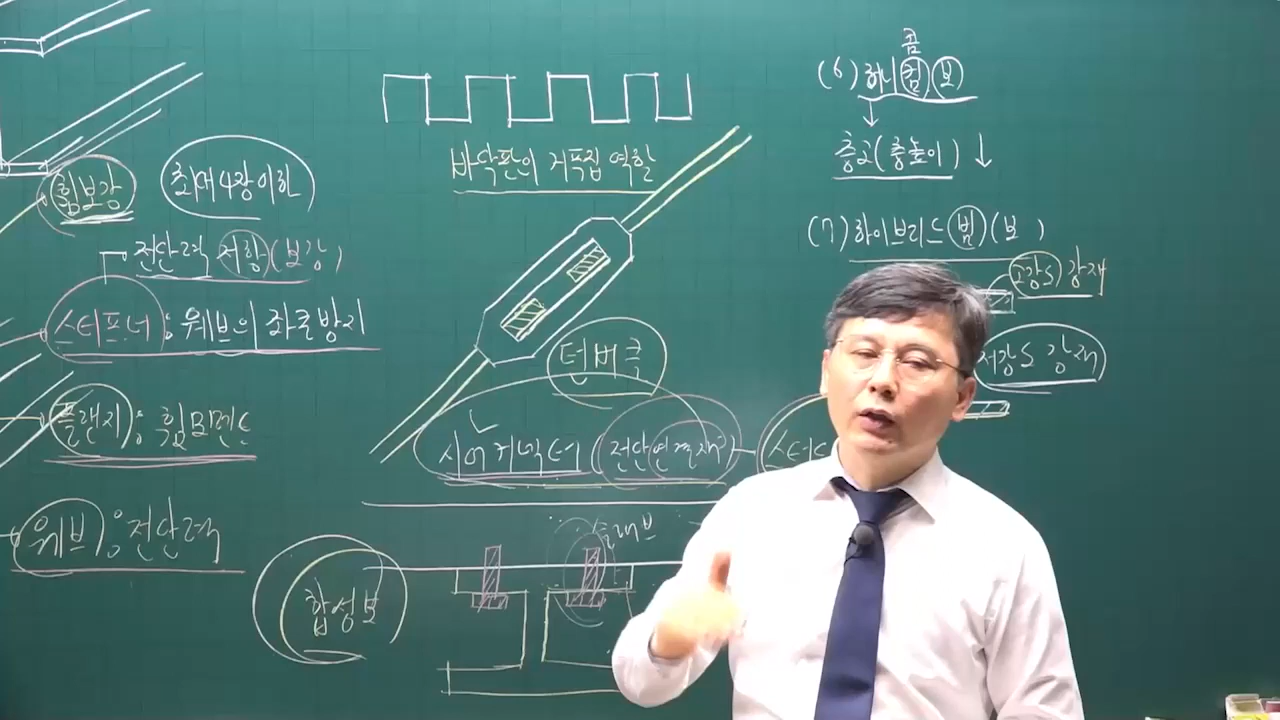 휨보강
최대 4장 이하
전단력 저항(보강)
스티프너 : 웨브의 좌굴방지
플랜지 : 휨모멘트
웨브 : 전단력
합성보
바닥판의 거푸집 역할
턴버클
시어커넥터 (전단연결재)
슬래브
곰
(6) 하니컴보
↓
층고(층높이) ↓
(7) 하이브리드빔(보)
고강도 강재
저강도 강재